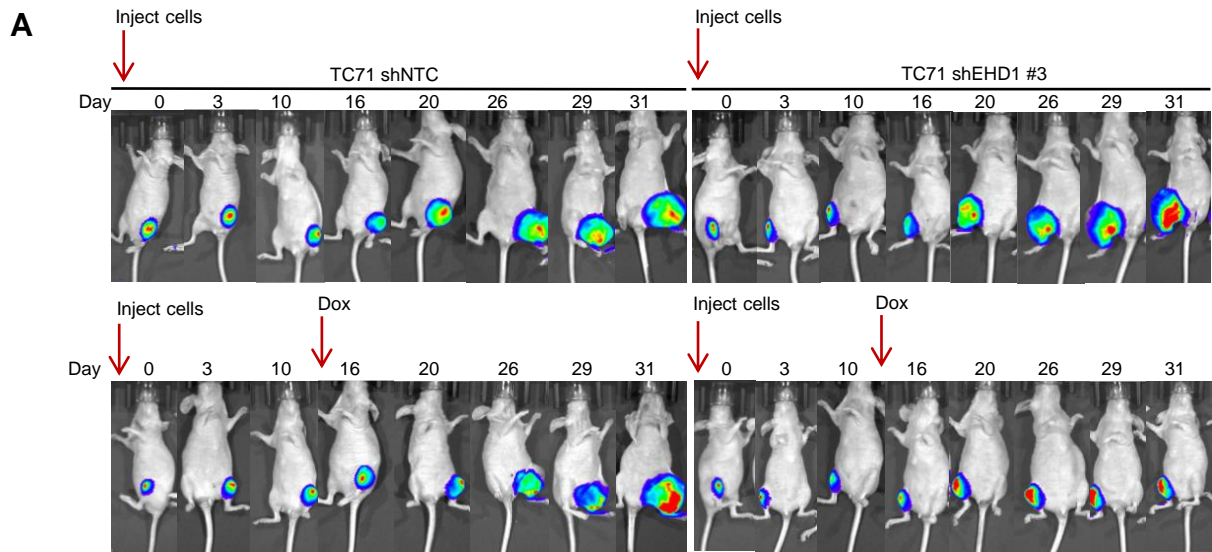 A
Inject cells
Inject cells
TC71 shNTC
TC71 shEHD1 #3
Day 0 3 10 16 20 26 29 31
0 3 10 16 20 26 29 31
Inject cells
Dox
Inject cells
Dox
Day 0 3 10 16 20 26 29 31
0 3 10 16 20 26 29 31